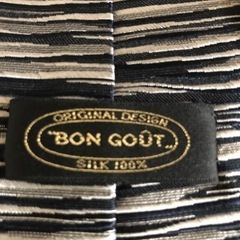 ORIGINAL DESIGN
"BON GOÛT"
SILK 100%